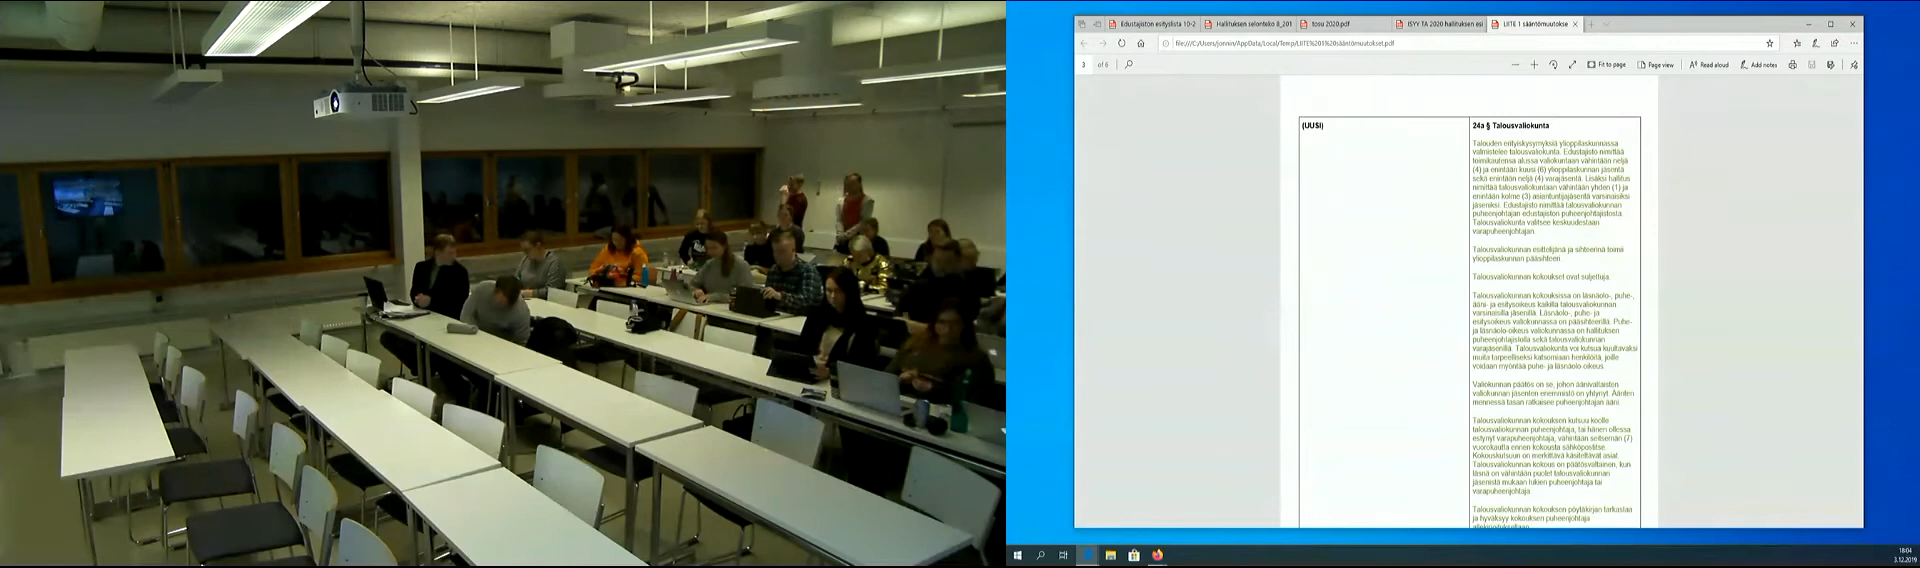 Edustajiston esityslista 10-2
Hallituksen selonteko 8_201
tosu 2020.pdf
ISYY TA 2020 hallituksen esi
LIITE 1 sääntömuutokse
file:///C:/Users/jonnin/AppData/Local/Temp/LIITE%201%20sääntömuutokset.pdf
3 of 6
Fit to page
Page view
Read aloud
Add notes
(UUSI)
24a § Talousvaliokunta
Talouden erityiskysymyksiä ylioppilaskunnassa
valmistelee talousvaliokunta. Edustajisto nimittää
toimikautensa alussa valiokuntaan vähintään neljä
(4) ja enintään kuusi (6) ylioppilaskunnan jäsentä
sekä enintään neljä (4) varajäsentä. Lisäksi hallitus
nimittää talousvaliokuntaan vähintään yhden (1) ja
enintään kolme (3) asiantuntijajäsentä varsinaisiksi
jäseniksi. Edustajisto nimittää talousvaliokunnan
puheenjohtajan edustajiston puheenjohtajistosta.
Talousvaliokunta valitsee keskuudestaan
varapuheenjohtajan.
Talousvaliokunnan esittelijänä ja sihteerinä toimii
ylioppilaskunnan pääsihteeri.
Talousvaliokunnan kokoukset ovat suljettuja.
Talousvaliokunnan kokouksissa on läsnäolo-, puhe-,
ääni- ja esitysoikeus kaikilla talousvaliokunnan
varsinaisilla jäsenillä. Läsnäolo-, puhe- ja
esitysoikeus valiokunnassa on pääsihteerillä. Puhe-
ja läsnäolo-oikeus valiokunnassa on hallituksen
puheenjohtajistolla sekä talousvaliokunnan
varajäsenillä. Talousvaliokunta voi kutsua kuultavaksi
muita tarpeelliseksi katsomiaan henkilöitä, joille
voidaan myöntää puhe- ja läsnäolo-oikeus.
Valiokunnan päätös on se, johon äänivaltaisten
valiokunnan jäsenten enemmistö on yhtynyt. Äänten
mennessä tasan ratkaisee puheenjohtajan ääni.
Talousvaliokunnan kokouksen kutsuu koolle
talousvaliokunnan puheenjohtaja, tai hänen ollessa
estynyt varapuheenjohtaja, vähintään seitsemän (7)
vuorokautta ennen kokousta sähköpostitse.
Kokouskutsuun on merkittävä käsiteltävät asiat.
Talousvaliokunnan kokous on päätösvaltainen, kun
läsnä on vähintään puolet talousvaliokunnan
jäsenistä mukaan lukien puheenjohtaja tai
varapuheenjohtaja.
Talousvaliokunnan kokouksen pöytäkirjan tarkastaa
ja hyväksyy kokouksen puheenjohtaja
allekirjoituksellaan.
18:04
3.12.2019